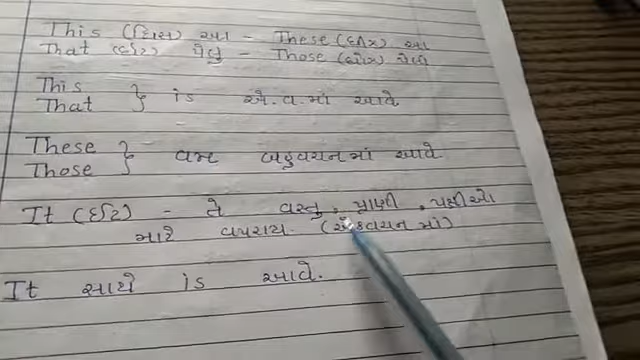 This (ધિસ) આ - These (ધીઝ) આ
That (ધેટ) પેલુ - Those (ધોઝ) પેલા
This
That } is એ.વ.માં આવે
These
Those } બહુવચનમાં આવે
It (ઈટ) - તે વસ્તુ, પ્રાણી, પક્ષીઓ
માટે વપરાય. (એકવચન માં)
It સાથે is આવે.